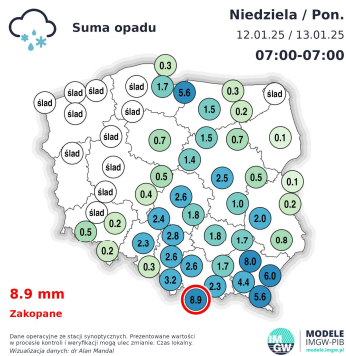 Suma opadu
Niedziela / Pon.
12.01.25 / 13.01.25
07:00-07:00
0.3
ślad ślad ślad ślad 1.7 5.6 0.3 ślad
ślad ślad ślad 1.5 0.2
0.7 1.5 0.7 0.1
ślad ślad 1.4
ślad 0.5 2.5 0.5 0.1
ślad 0.4 2.6 1.0 0.2
ślad 0.2 2.4 1.8 2.0
0.5 2.3 2.8 1.8 1.7 0.8
0.2 2.6
0.3 2.6 1.7 8.0 6.0
3.2 2.3 4.4
8.9 5.6
8.9 mm
Zakopane
Dane operacyjne ze stacji synoptycznych. Prezentowane wartości
w procesie kontroli i weryfikacji mogą ulec zmianie. Czas lokalny.
Wizualizacja danych: dr Alan Mandal
IMGW
MODELE
IMGW-PIB
modele.imgw.pl